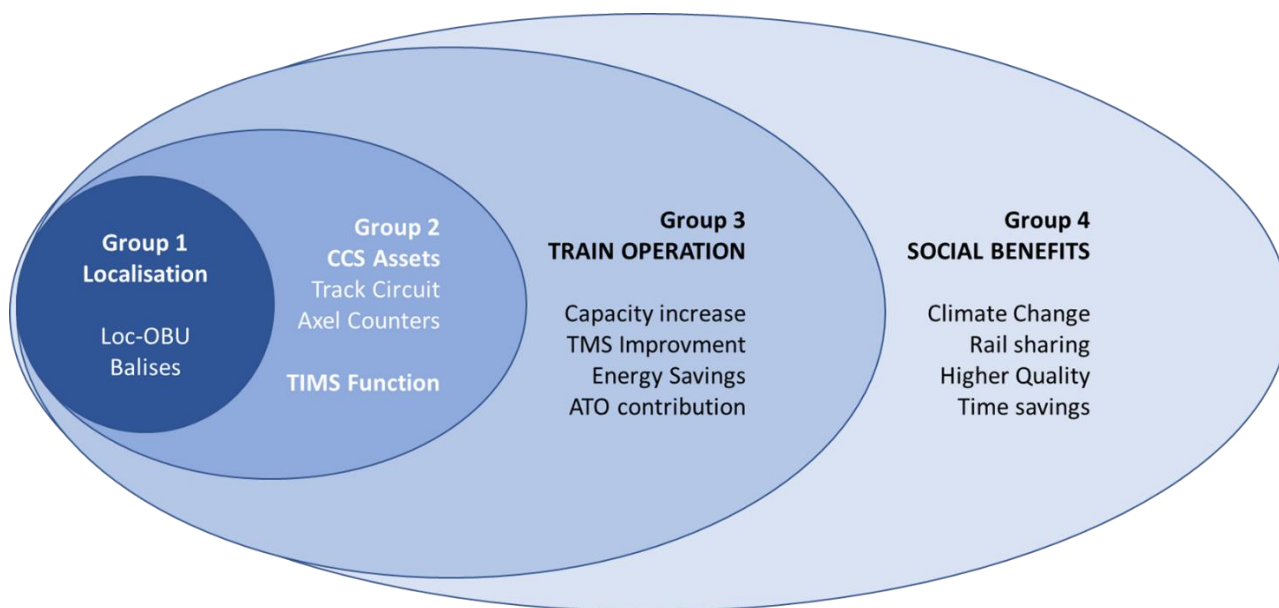 Group 1
Localisation
Loc-OBU
Balises
Group 2
CCS Assets
Track Circuit
Axel Counters
TIMS Function
Group 3
TRAIN OPERATION
Capacity increase
TMS Improvment
Energy Savings
ATO contribution
Group 4
SOCIAL BENEFITS
Climate Change
Rail sharing
Higher Quality
Time savings